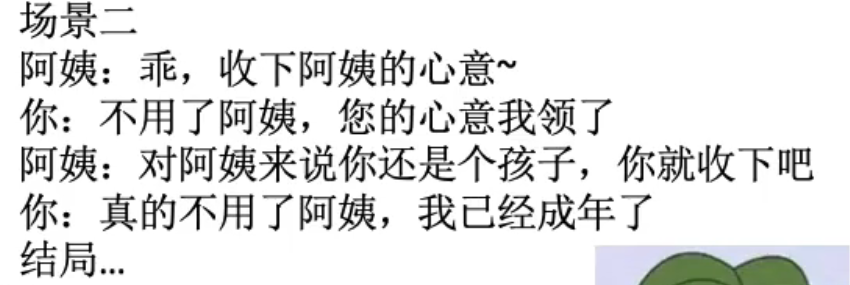 场景二
阿姨：乖，收下阿姨的心意~
你：不用了阿姨，您的心意我领了
阿姨：对阿姨来说你还是个孩子，你就收下吧
你：真的不用了阿姨，我已经成年了
结局...